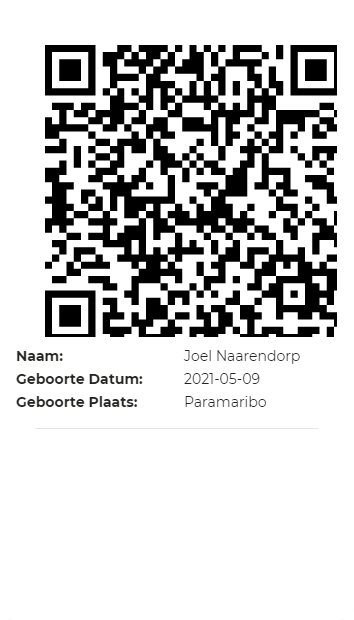 Naam: Joel Naarendorp
Geboorte Datum: 2021-05-09
Geboorte Plaats: Paramaribo